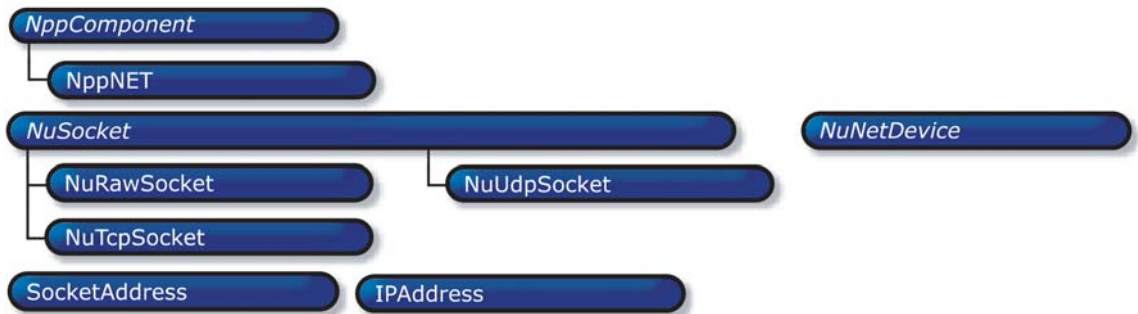 NppComponent
NppNET
NuSocket
NuNetDevice
NuRawSocket
NuUdpSocket
NuTcpSocket
SocketAddress
IPAddress